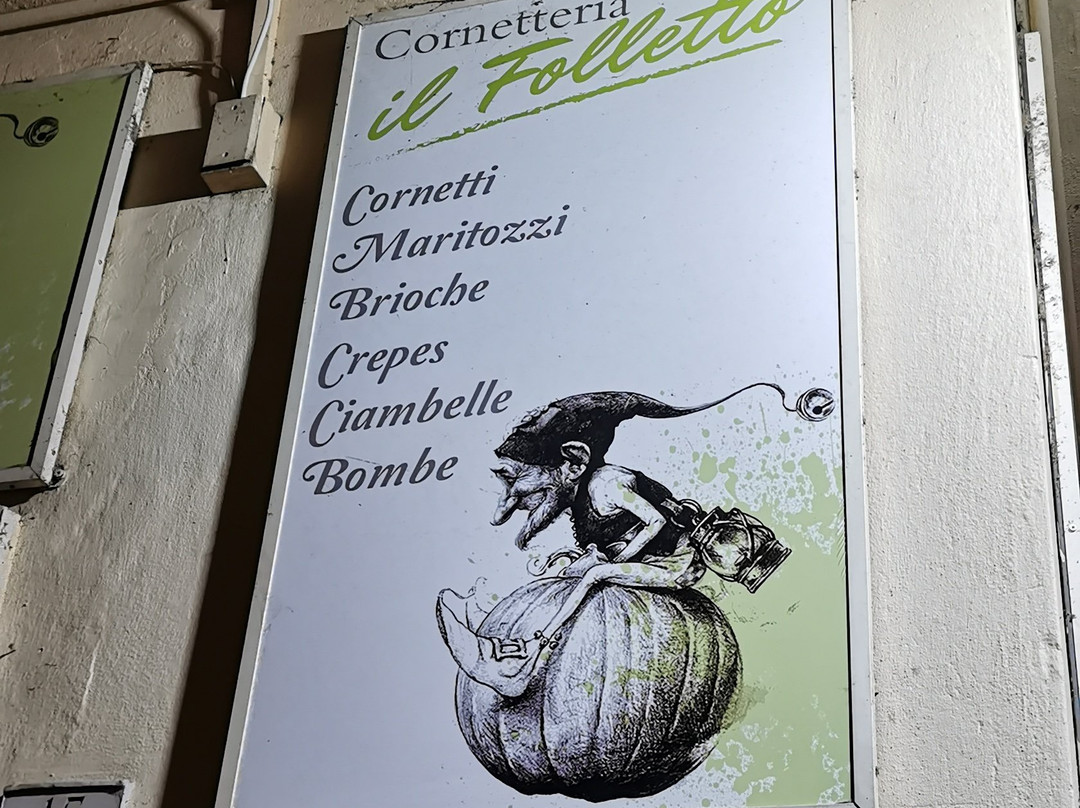 Cornetteria
il Folletto
Cornetti
Maritozzi
Brioche
Crepes
Ciambelle
Bombe